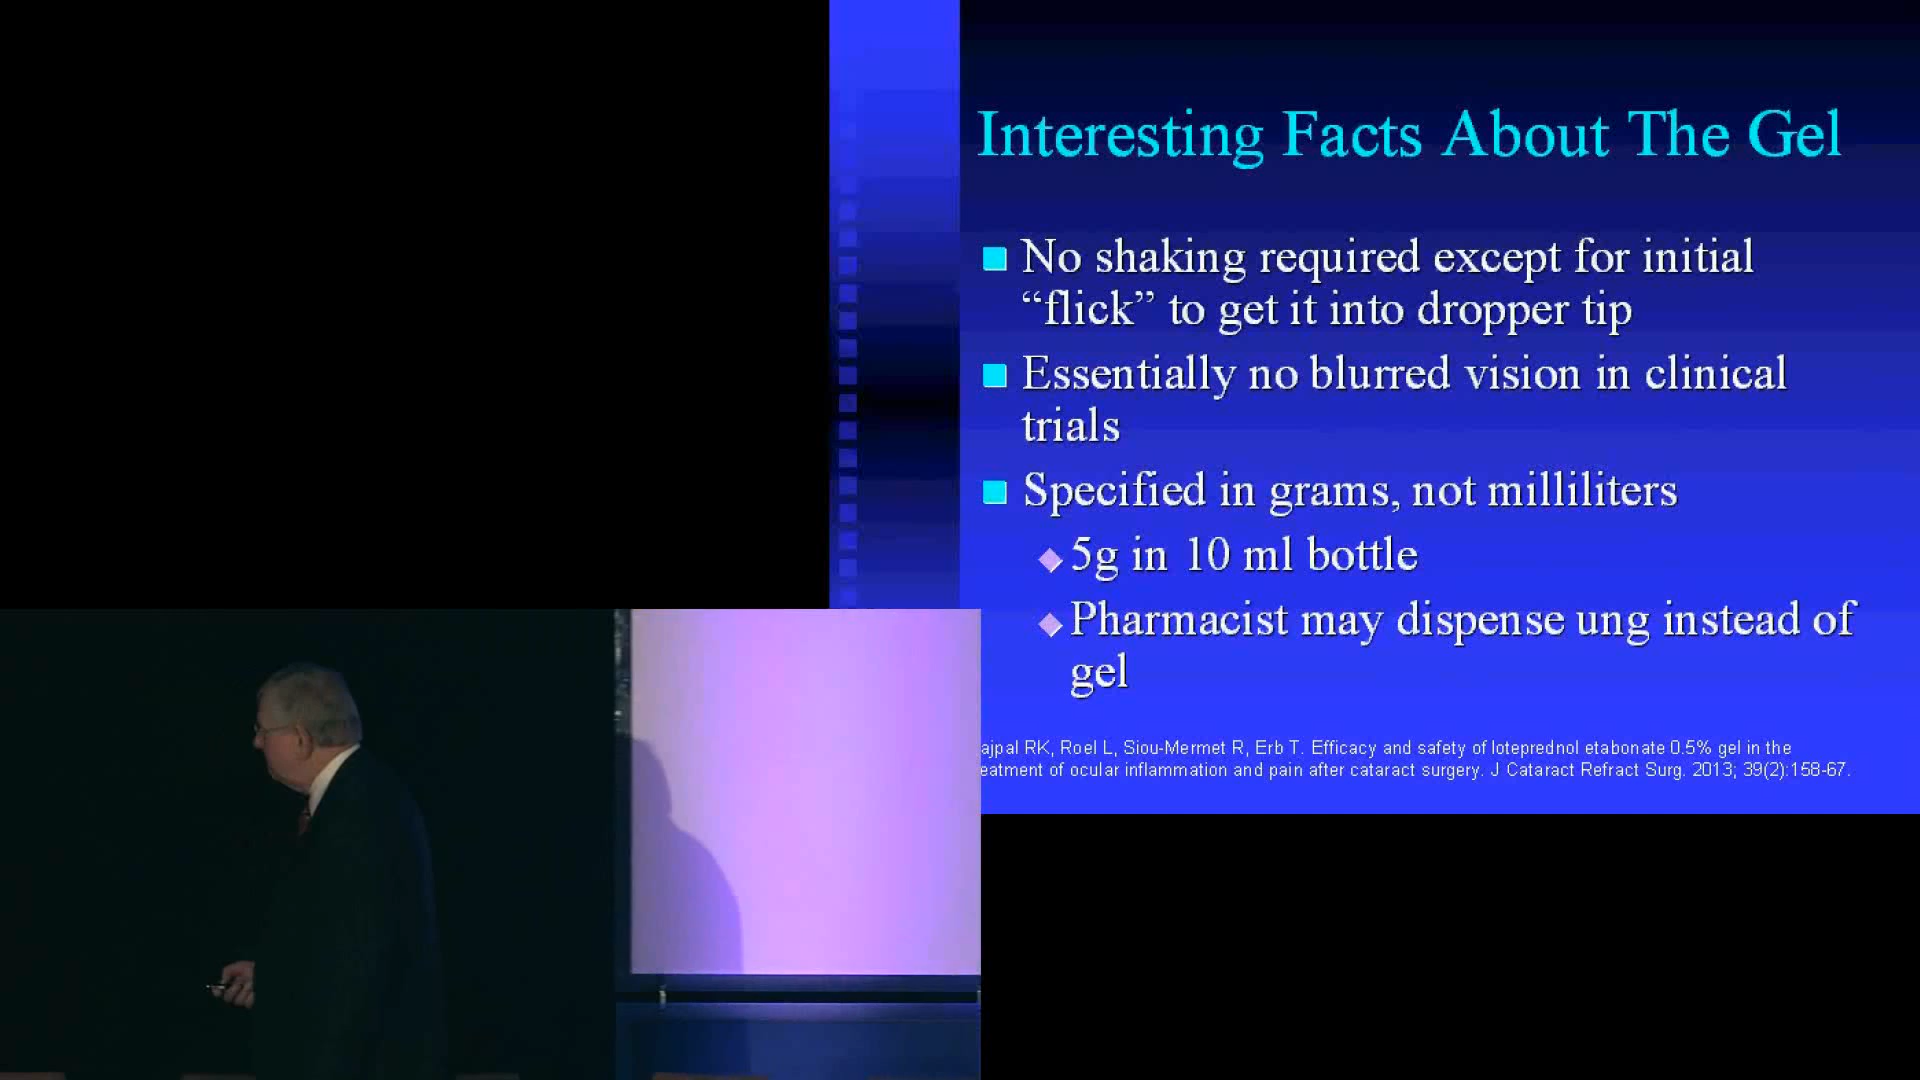 Interesting Facts About The Gel
No shaking required except for initial
“flick” to get it into dropper tip
Essentially no blurred vision in clinical
trials
Specified in grams, not milliliters
5g in 10 ml bottle
Pharmacist may dispense ung instead of
gel
ajpal RK, Roel L, Siou-Mermet R, Erb T. Efficacy and safety of loteprednol etabonate 0.5% gel in the
eatment of ocular inflammation and pain after cataract surgery. J Cataract Refract Surg. 2013; 39(2):158-67.